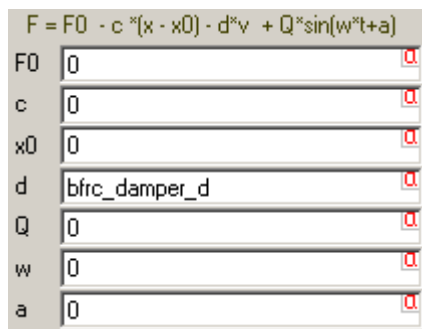 F = F0 - c *(x - x0) - d*v + Q*sin(w*t+a)
F0 0
c 0
x0 0
d bfrc_damper_d
Q 0
w 0
a 0